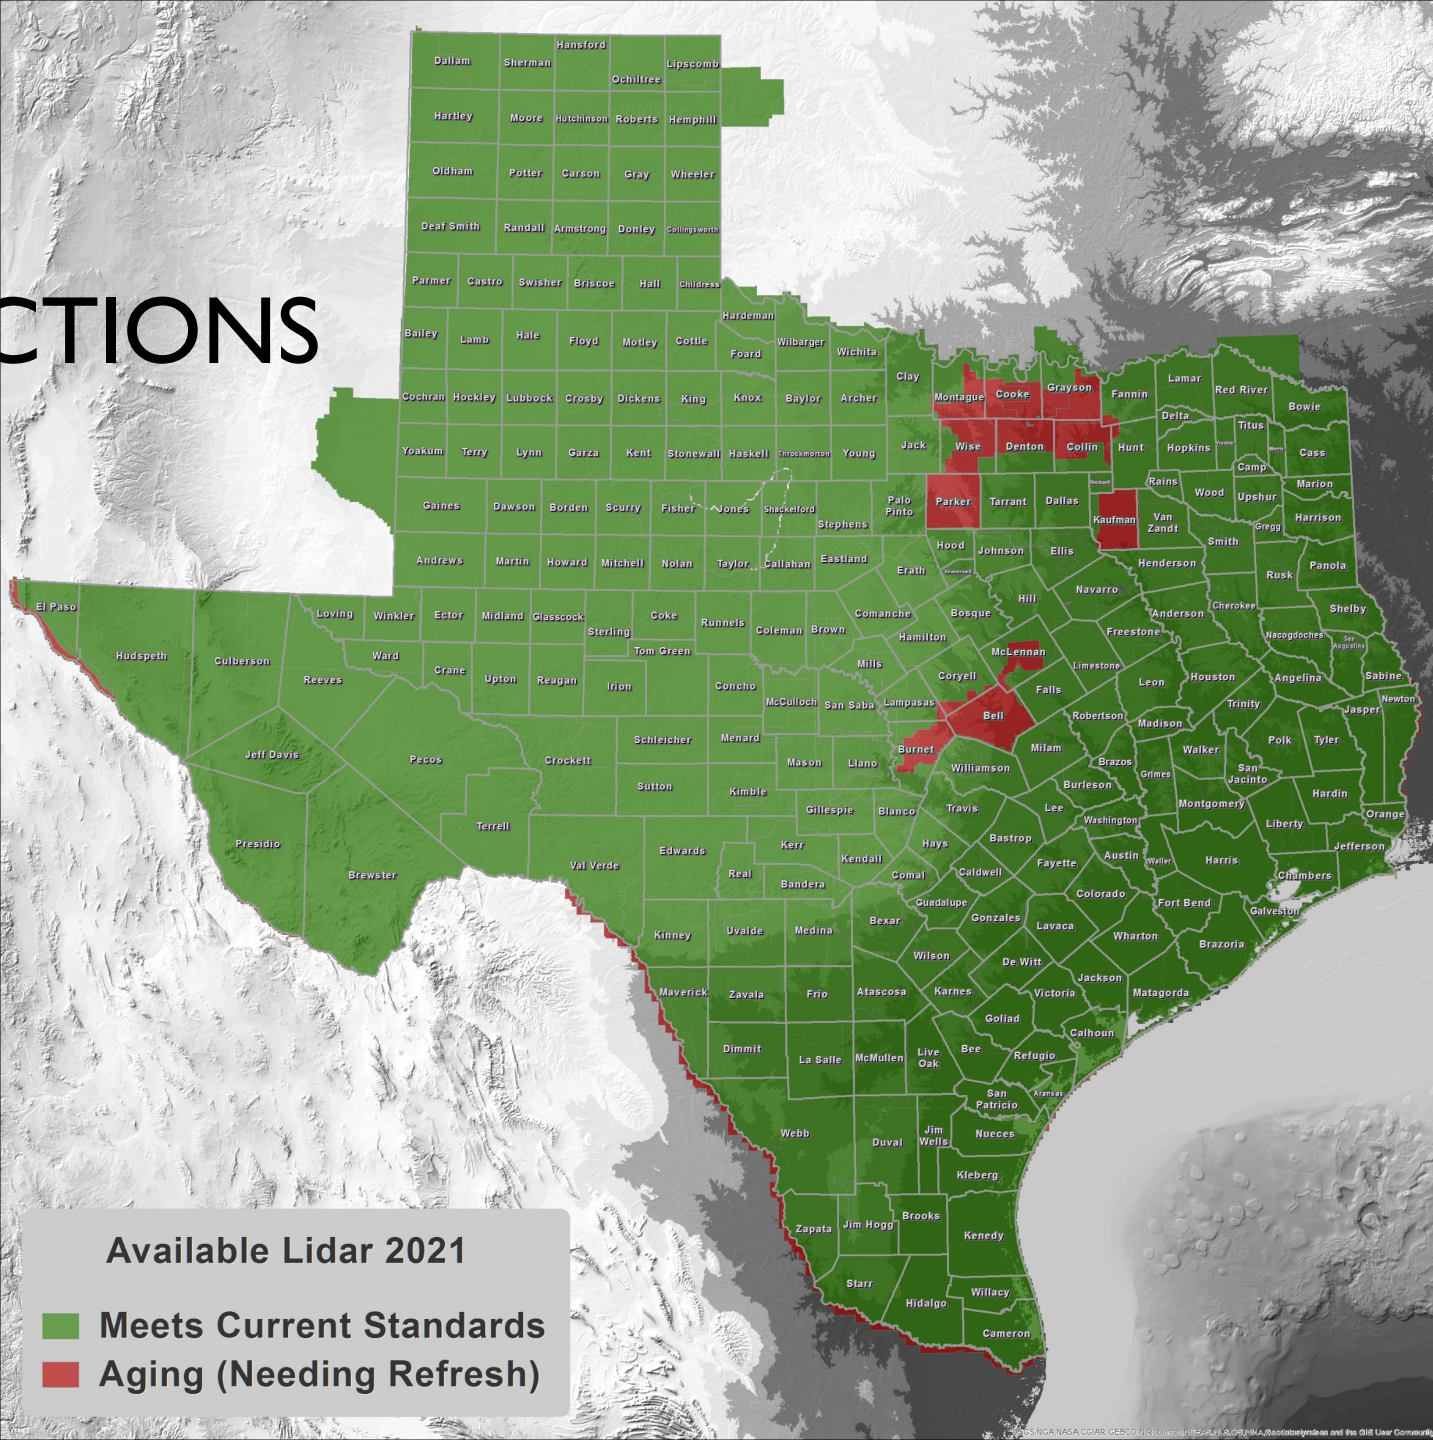 CTIONS
Dallam
Sherman
Hansford
Ochiltree
Lipscomb
Hartley
Moore
Hutchinson
Roberts
Hemphill
Oldham
Potter
Carson
Gray
Wheeler
Deaf Smith
Randall
Armstrong
Donley
Collingsworth
Parmer
Castro
Swisher
Briscoe
Hall
Childress
Hardeman
Bailey
Lamb
Hale
Floyd
Motley
Cottle
Foard
Wilbarger
Wichita
Clay
Montague
Cooke
Grayson
Fannin
Lamar
Red River
Bowie
Cochran
Hockley
Lubbock
Crosby
Dickens
King
Knox
Baylor
Archer
Delta
Titus
Yoakum
Terry
Lynn
Garza
Kent
Stonewall
Haskell
Throckmorton
Young
Jack
Wise
Denton
Collin
Hunt
Hopkins
Franklin
Morris
Cass
Camp
Rockwall
Rains
Wood
Upshur
Marion
Gaines
Dawson
Borden
Scurry
Fisher
Jones
Shackelford
Stephens
Palo
Pinto
Parker
Tarrant
Dallas
Kaufman
Van
Zandt
Gregg
Harrison
Smith
Andrews
Martin
Howard
Mitchell
Nolan
Taylor
Callahan
Eastland
Erath
Hood
Somervell
Johnson
Ellis
Henderson
Rusk
Panola
El Paso
Hudspeth
Culberson
Loving
Winkler
Ector
Midland
Glasscock
Sterling
Coke
Runnels
Coleman
Brown
Comanche
Bosque
Hill
Navarro
Anderson
Cherokee
Shelby
Ward
Crane
Upton
Reagan
Irion
Tom Green
Concho
Hamilton
Mills
McLennan
Limestone
Freestone
Nacogdoches
San
Augustine
Reeves
McCulloch
San Saba
Lampasas
Coryell
Bell
Falls
Robertson
Leon
Houston
Angelina
Sabine
Newton
Jasper
Trinity
Madison
Jeff Davis
Pecos
Crockett
Schleicher
Menard
Mason
Llano
Burnet
Williamson
Milam
Brazos
Grimes
Walker
Polk
Tyler
San
Jacinto
Sutton
Kimble
Gillespie
Blanco
Travis
Lee
Burleson
Washington
Montgomery
Hardin
Liberty
Orange
Presidio
Brewster
Terrell
Val Verde
Edwards
Real
Kerr
Bandera
Kendall
Comal
Hays
Bastrop
Caldwell
Fayette
Austin
Waller
Harris
Jefferson
Chambers
Kinney
Uvalde
Medina
Bexar
Guadalupe
Gonzales
Lavaca
Colorado
Fort Bend
Galveston
Wharton
Brazoria
Maverick
Zavala
Frio
Atascosa
Wilson
Karnes
De Witt
Victoria
Jackson
Matagorda
Dimmit
La Salle
McMullen
Live
Oak
Bee
Goliad
Refugio
Calhoun
Aransas
San
Patricio
Webb
Duval
Jim
Wells
Nueces
Kleberg
Zapata
Jim Hogg
Brooks
Kenedy
Starr
Hidalgo
Willacy
Cameron
Available Lidar 2021
Meets Current Standards
Aging (Needing Refresh)